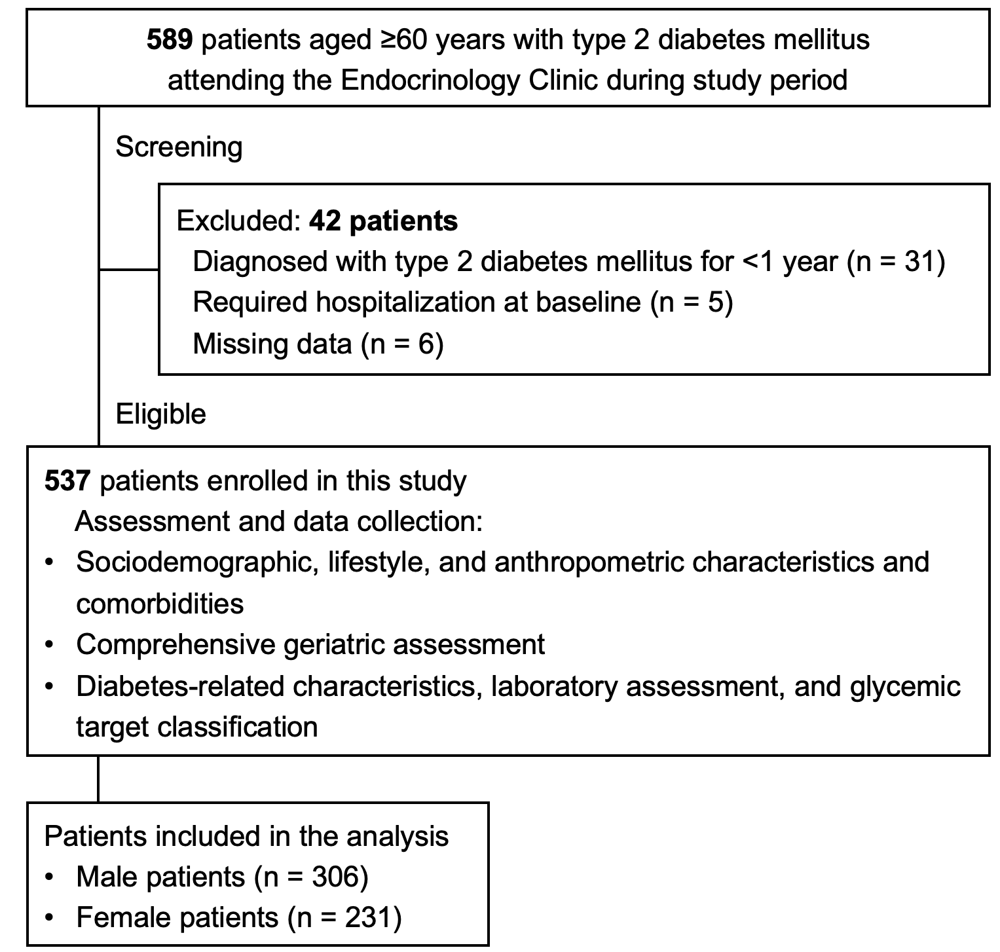 589 patients aged ≥60 years with type 2 diabetes mellitus
attending the Endocrinology Clinic during study period
Screening
Excluded: 42 patients
Diagnosed with type 2 diabetes mellitus for <1 year (n = 31)
Required hospitalization at baseline (n = 5)
Missing data (n = 6)
Eligible
537 patients enrolled in this study
Assessment and data collection:
• Sociodemographic, lifestyle, and anthropometric characteristics and
comorbidities
• Comprehensive geriatric assessment
• Diabetes-related characteristics, laboratory assessment, and glycemic
target classification
Patients included in the analysis
• Male patients (n = 306)
• Female patients (n = 231)